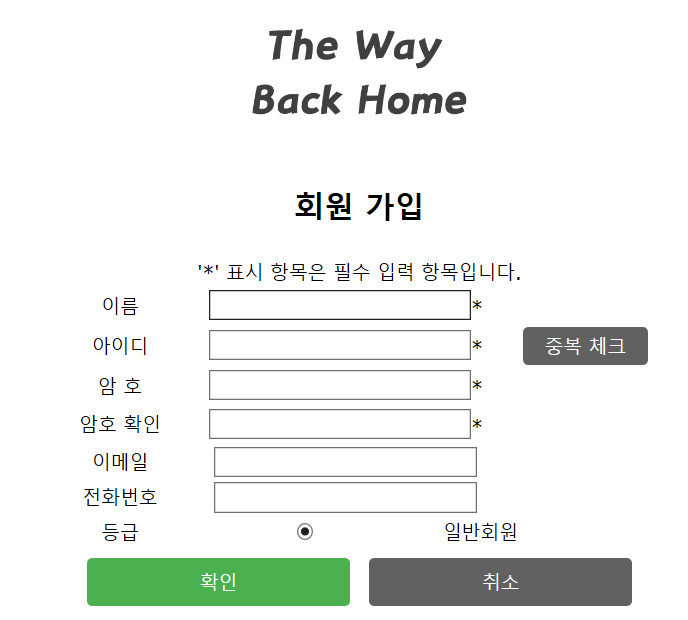 The Way
Back Home
회원 가입
'*' 표시 항목은 필수 입력 항목입니다.
이름 *
아이디 * 중복 체크
암 호 *
암호 확인 *
이메일
전화번호
등급 일반회원
확인 취소